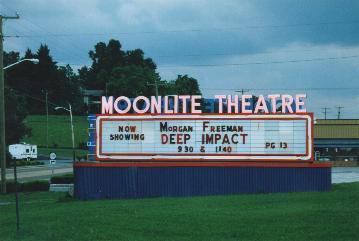 MOONLITE THEATRE
NOW SHOWING
MORGAN FREEMAN
DEEP IMPACT
930 & 1140
PG 13